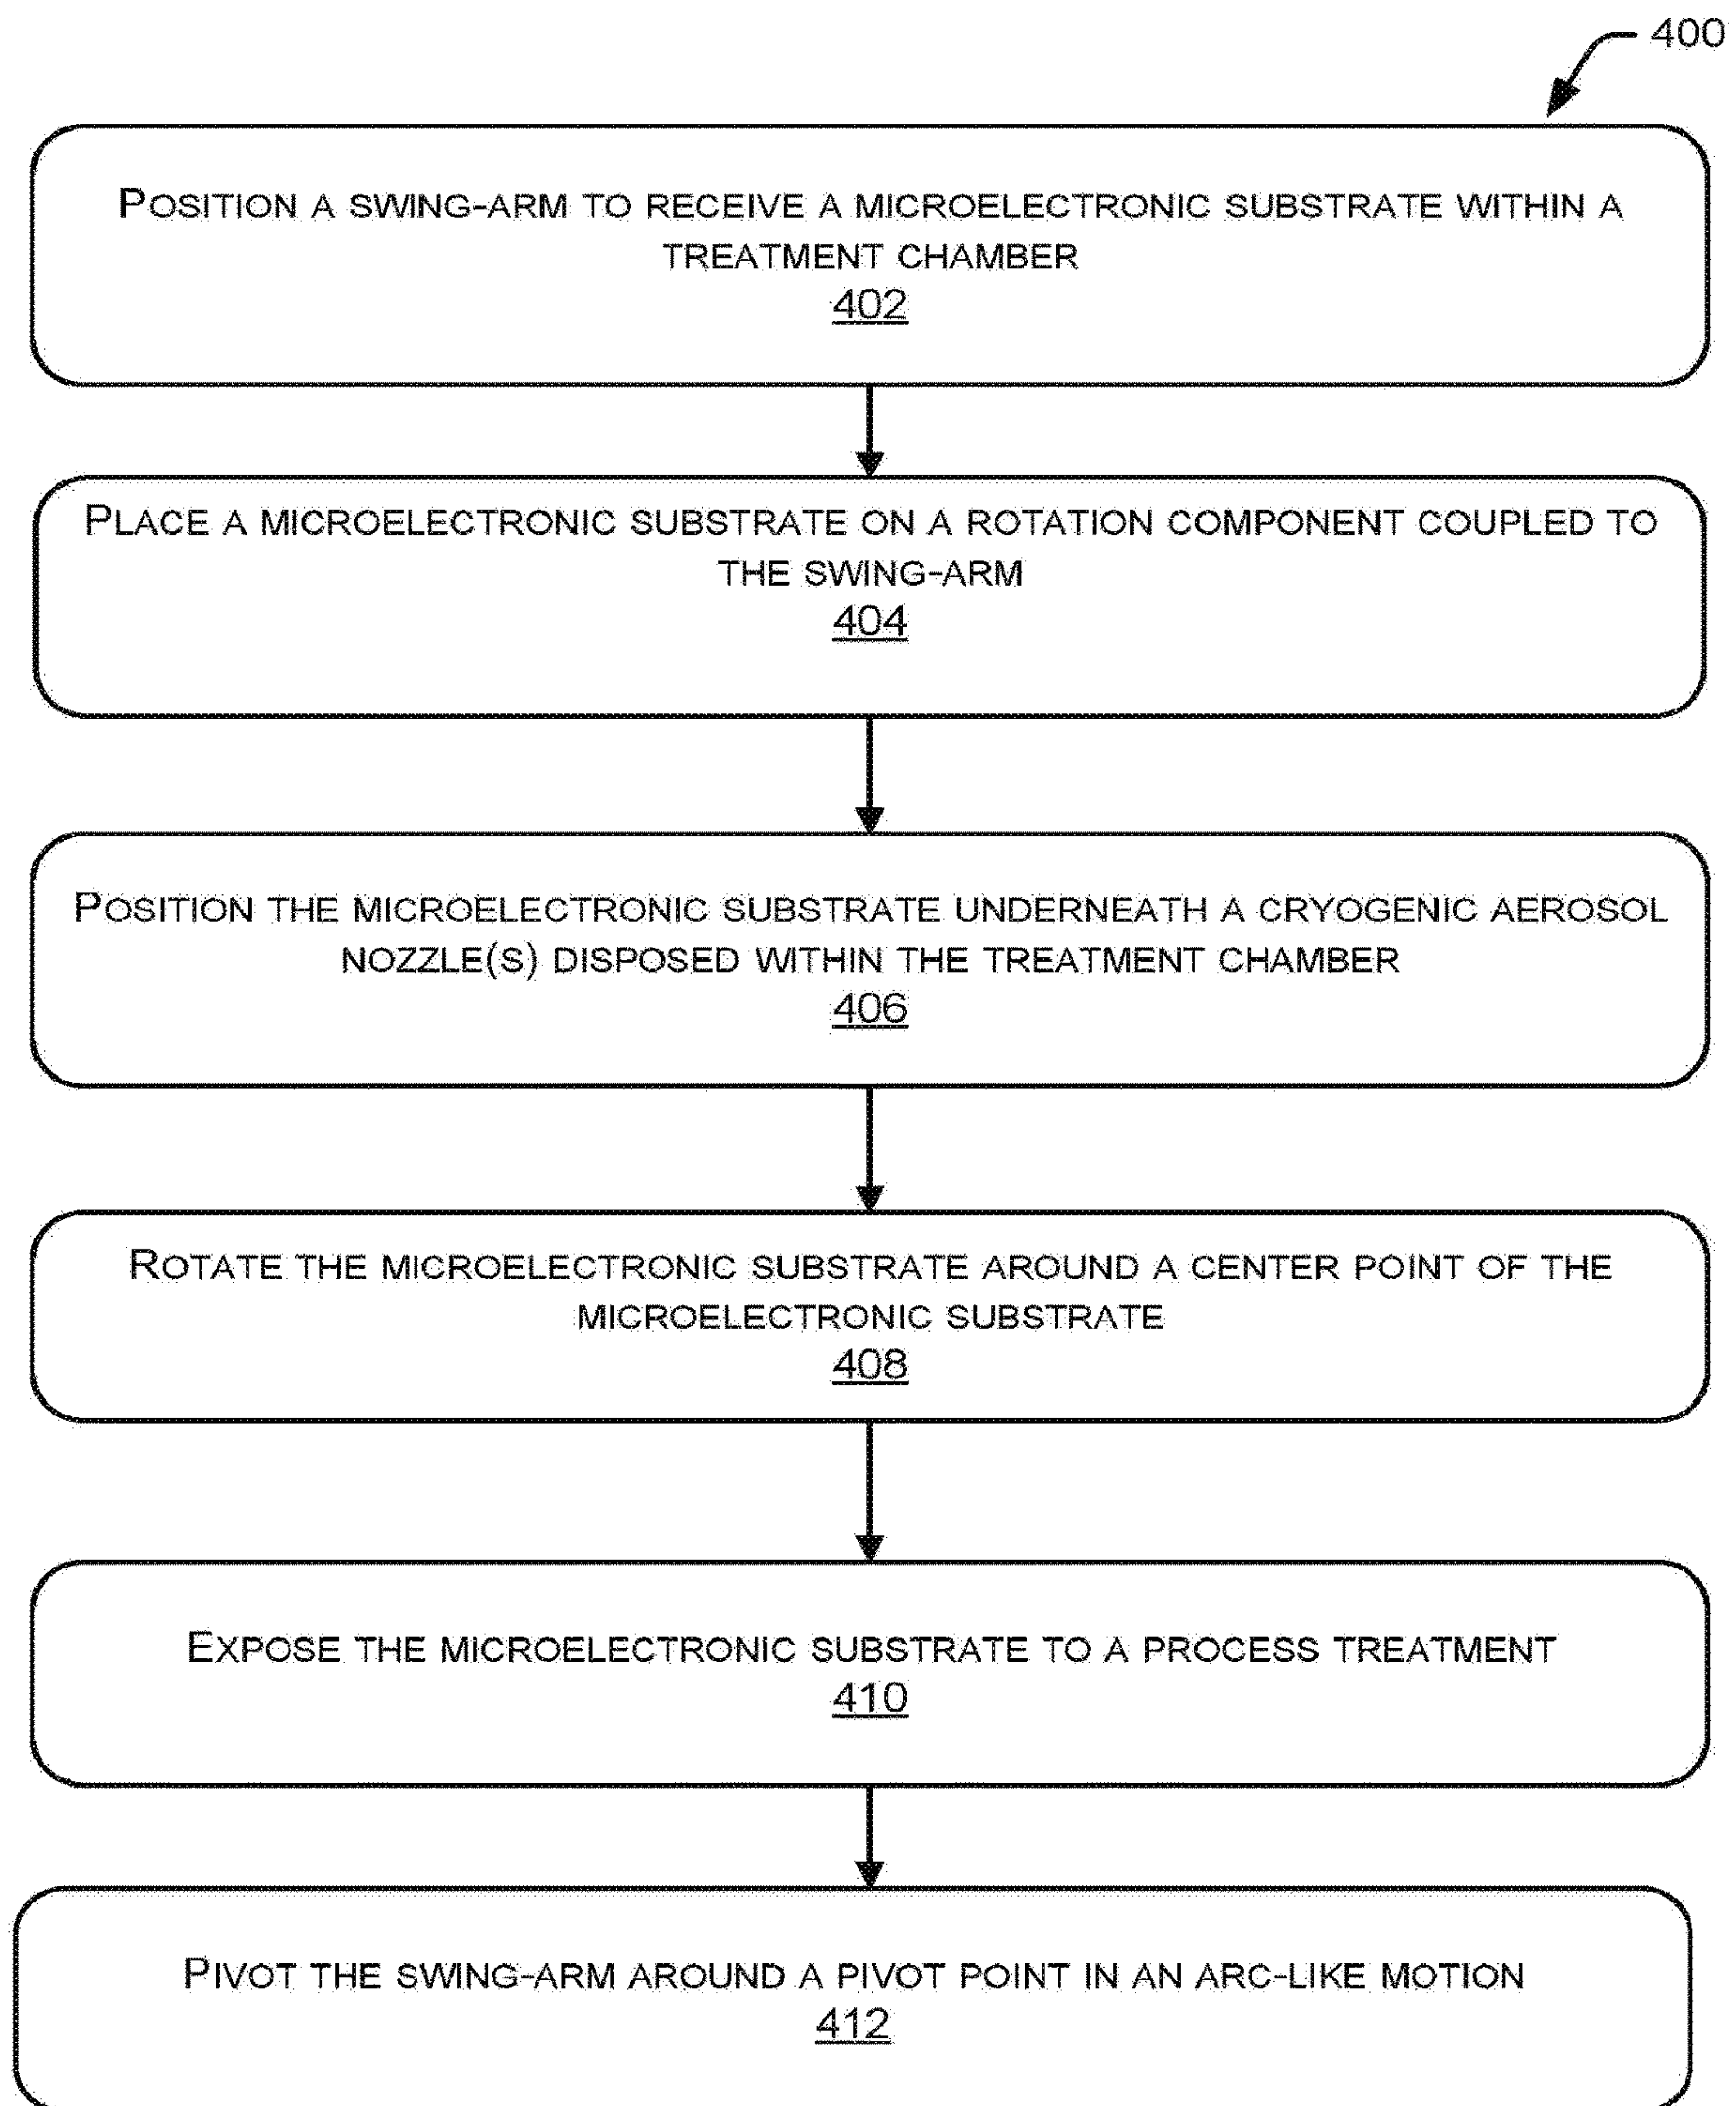 400
POSITION A SWING-ARM TO RECEIVE A MICROELECTRONIC SUBSTRATE WITHIN A
TREATMENT CHAMBER
402
PLACE A MICROELECTRONIC SUBSTRATE ON A ROTATION COMPONENT COUPLED TO
THE SWING-ARM
404
POSITION THE MICROELECTRONIC SUBSTRATE UNDERNEATH A CRYOGENIC AEROSOL
NOZZLE(S) DISPOSED WITHIN THE TREATMENT CHAMBER
406
ROTATE THE MICROELECTRONIC SUBSTRATE AROUND A CENTER POINT OF THE
MICROELECTRONIC SUBSTRATE
408
EXPOSE THE MICROELECTRONIC SUBSTRATE TO A PROCESS TREATMENT
410
PIVOT THE SWING-ARM AROUND A PIVOT POINT IN AN ARC-LIKE MOTION
412